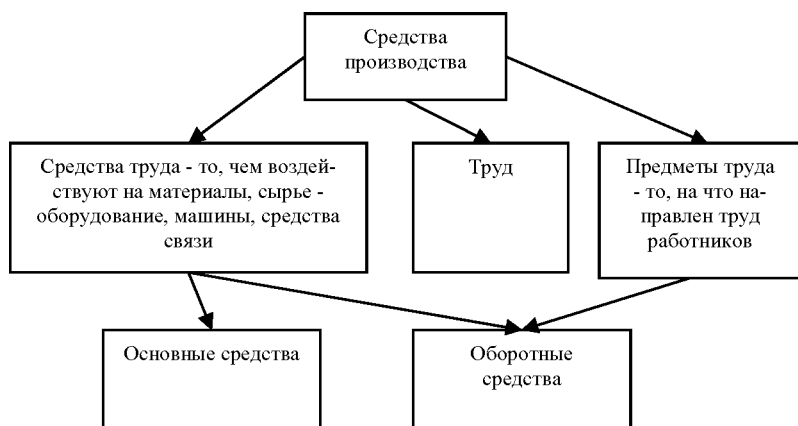 Средства
производства
Средства труда - то, чем воздей-
ствуют на материалы, сырье -
оборудование, машины, средства
связи
Труд
Предметы труда
- то, на что на-
правлен труд
работников
Основные средства
Оборотные
средства